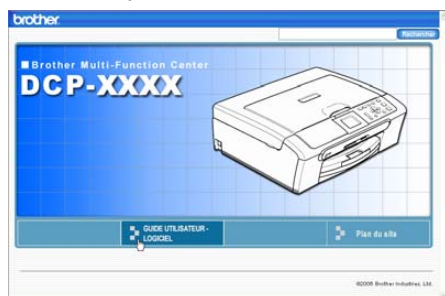 brother
Rechercher
Brother Multi-Function Center
DCP-XXXX
GUIDE UTILISATEUR -
LOGICIEL
Plan du site
©2006 Brother Industries, Ltd.